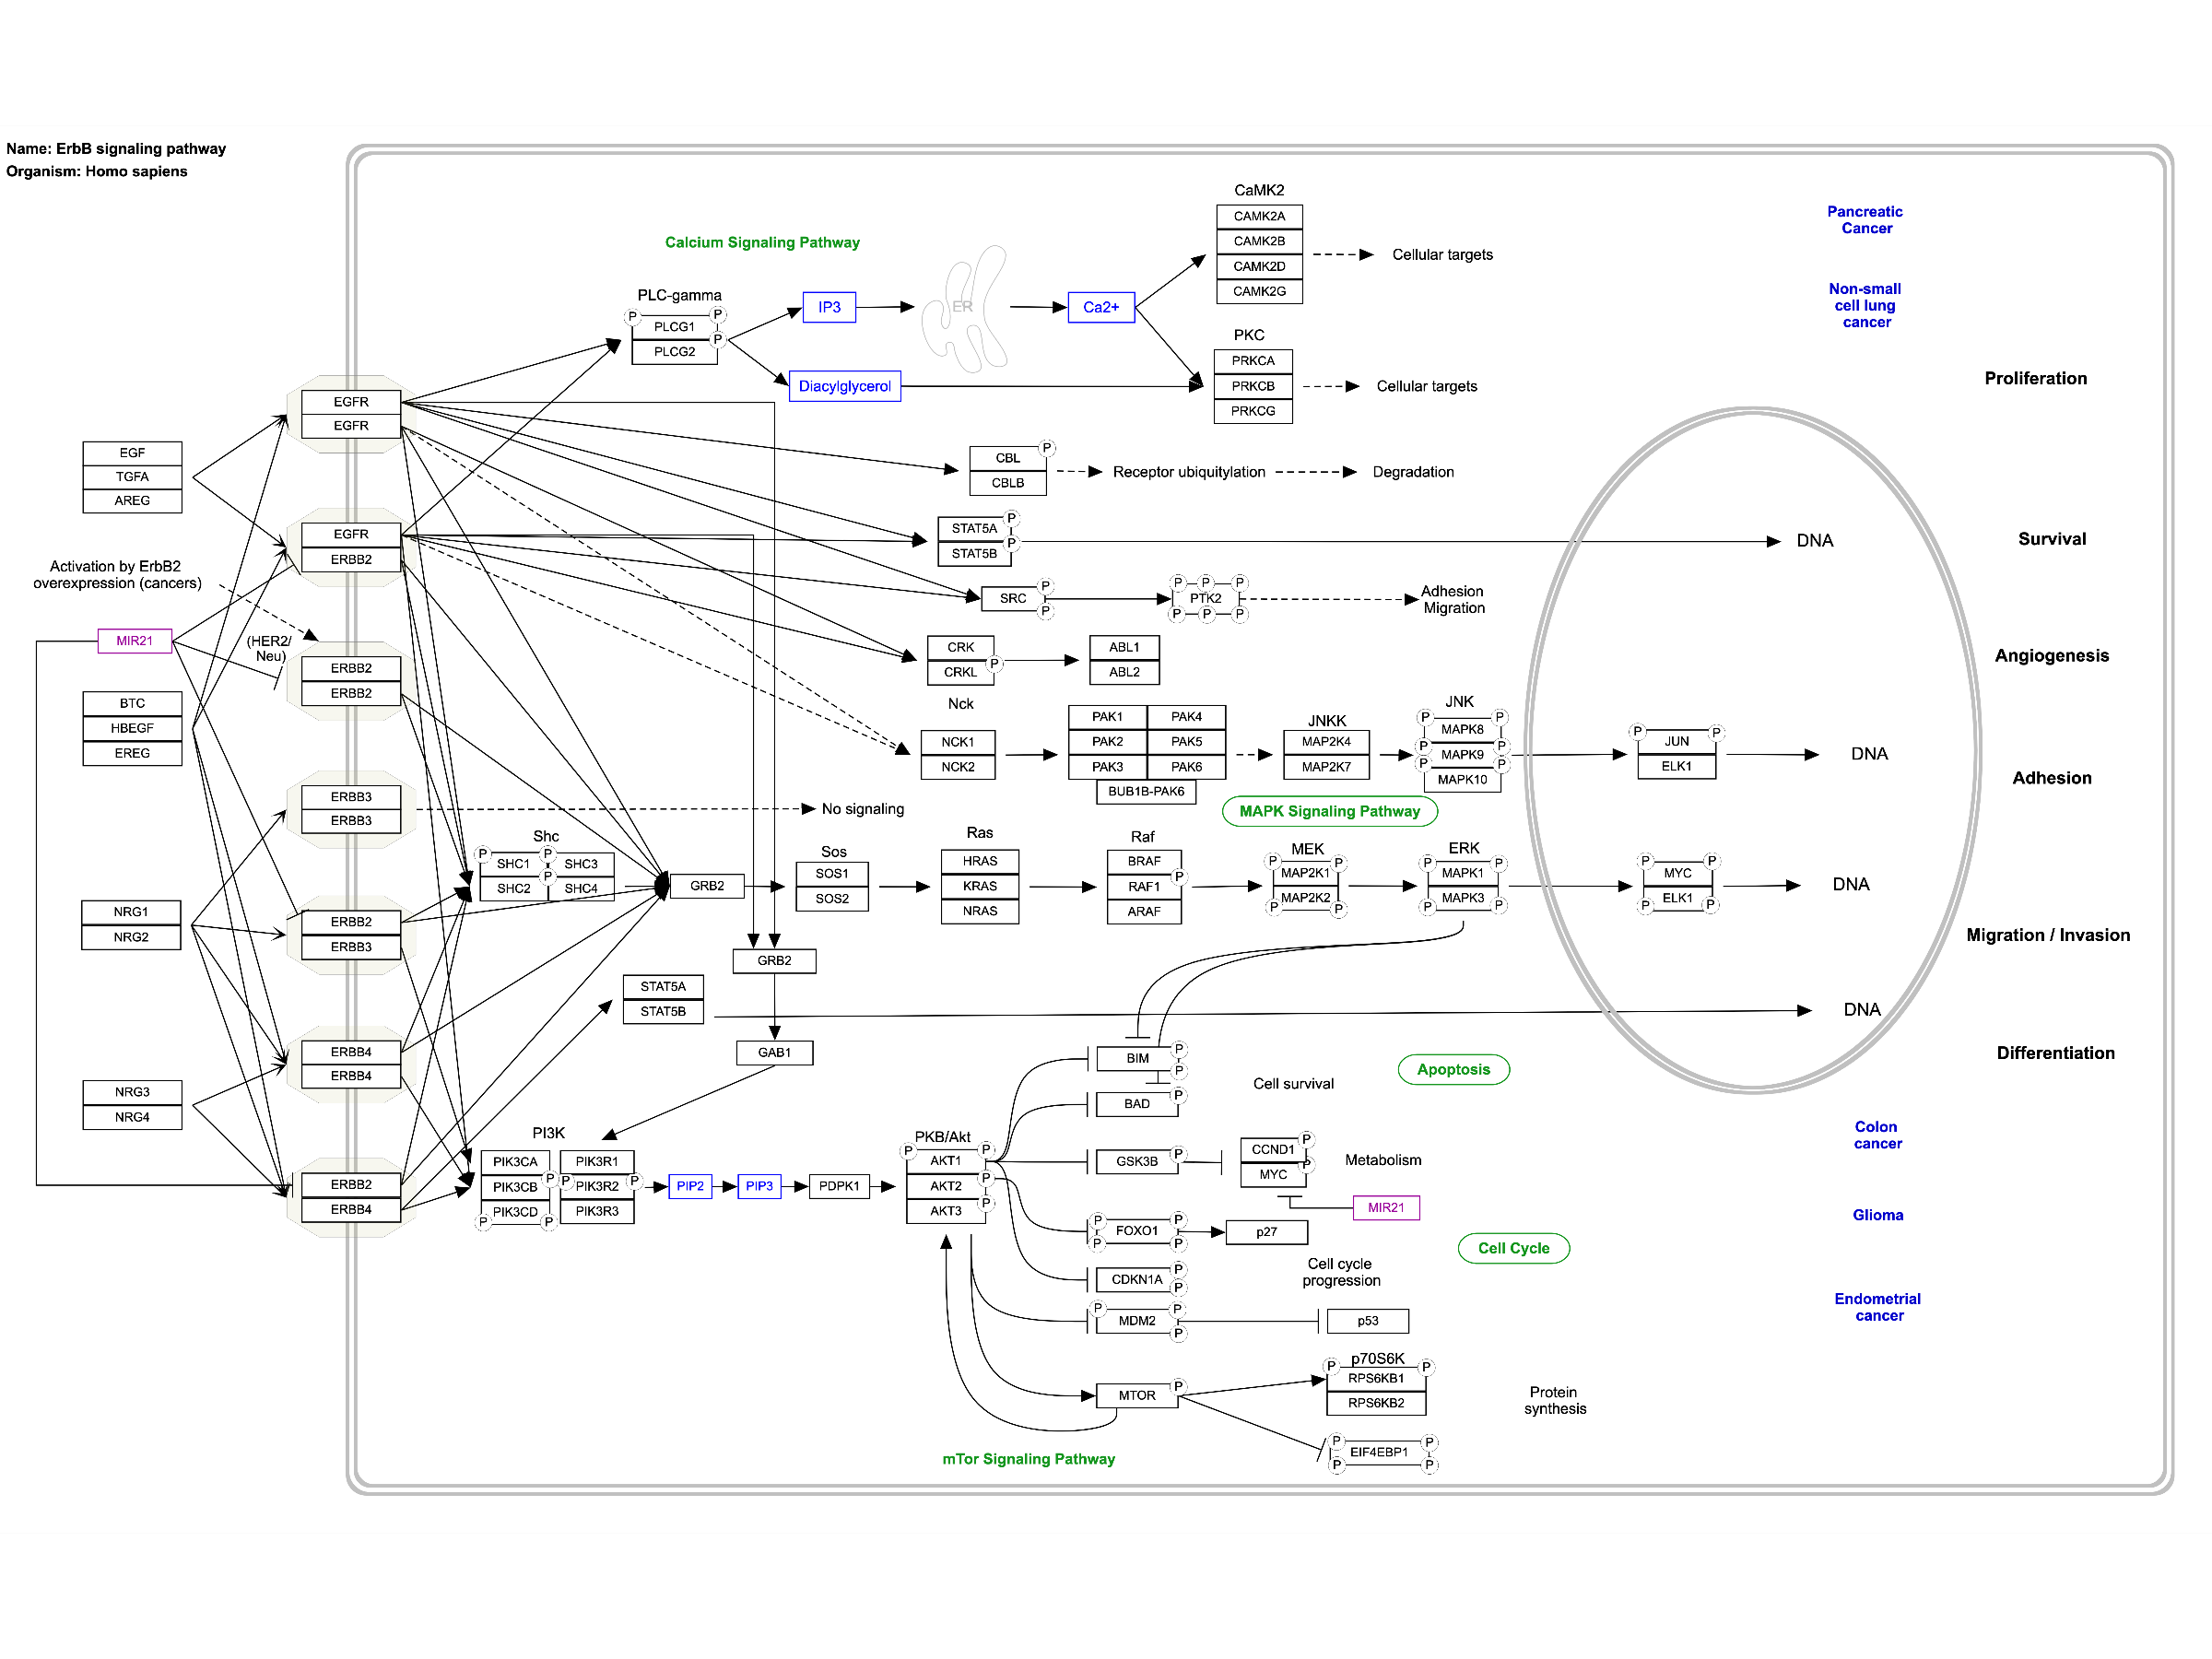 Name: ErbB signaling pathway
Organism: Homo sapiens
Calcium Signaling Pathway
CaMK2
CAMK2A
CAMK2B
CAMK2D
CAMK2G
Cellular targets
Pancreatic
Cancer
Non-small
cell lung
cancer
PLC-gamma
P
P
PLCG1
P
PLCG2
IP3
ER
Ca2+
PKC
PRKCA
PRKCB
PRKCG
Cellular targets
Diacylglycerol
Proliferation
EGFR
EGFR
EGF
TGFA
AREG
CBL
P
CBLB
Receptor ubiquitylation
Degradation
EGFR
ERBB2
STAT5A
P
STAT5B
P
DNA
Survival
Activation by ErbB2
overexpression (cancers)
SRC
P
P
P
P
P
PTK2
P
P
P
Adhesion
Migration
MIR21
(HER2/
Neu)
ERBB2
ERBB2
CRK
CRKL
P
ABL1
ABL2
Angiogenesis
BTC
HBEGF
EREG
Nck
NCK1
NCK2
PAK1
PAK4
PAK2
PAK5
PAK3
PAK6
BUB1B-PAK6
JNKK
MAP2K4
MAP2K7
JNK
P
P
MAPK8
P
MAPK9
P
P
P
MAPK10
P
P
JUN
ELK1
DNA
Adhesion
ERBB3
ERBB3
No signaling
MAPK Signaling Pathway
Shc
P
P
SHC1
SHC3
P
SHC2
SHC4
GRB2
Sos
SOS1
SOS2
Ras
HRAS
KRAS
NRAS
Raf
BRAF
P
RAF1
ARAF
MEK
P
P
MAP2K1
MAP2K2
P
P
ERK
P
P
MAPK1
MAPK3
P
P
P
P
MYC
ELK1
P
P
DNA
NRG1
NRG2
ERBB2
ERBB3
GRB2
Migration / Invasion
STAT5A
STAT5B
DNA
ERBB4
ERBB4
GAB1
BIM
P
P
BAD
P
Cell survival
Apoptosis
Differentiation
NRG3
NRG4
PI3K
PIK3CA
PIK3R1
PIK3CB
P
P
PIK3R2
P
PIK3CD
PIK3R3
P
P
ERBB2
ERBB4
PIP2
PIP3
PDPK1
PKB/Akt
P
P
AKT1
P
AKT2
P
AKT3
GSK3B
P
CCND1
P
P
MYC
Metabolism
MIR21
Colon
cancer
Glioma
P
P
FOXO1
P
P
p27
Cell Cycle
Cell cycle
progression
CDKN1A
P
P
P
P
MDM2
P
p53
Endometrial
cancer
MTOR
P
p70S6K
P
P
RPS6KB1
RPS6KB2
Protein
synthesis
P
P
EIF4EBP1
P
P
mTor Signaling Pathway